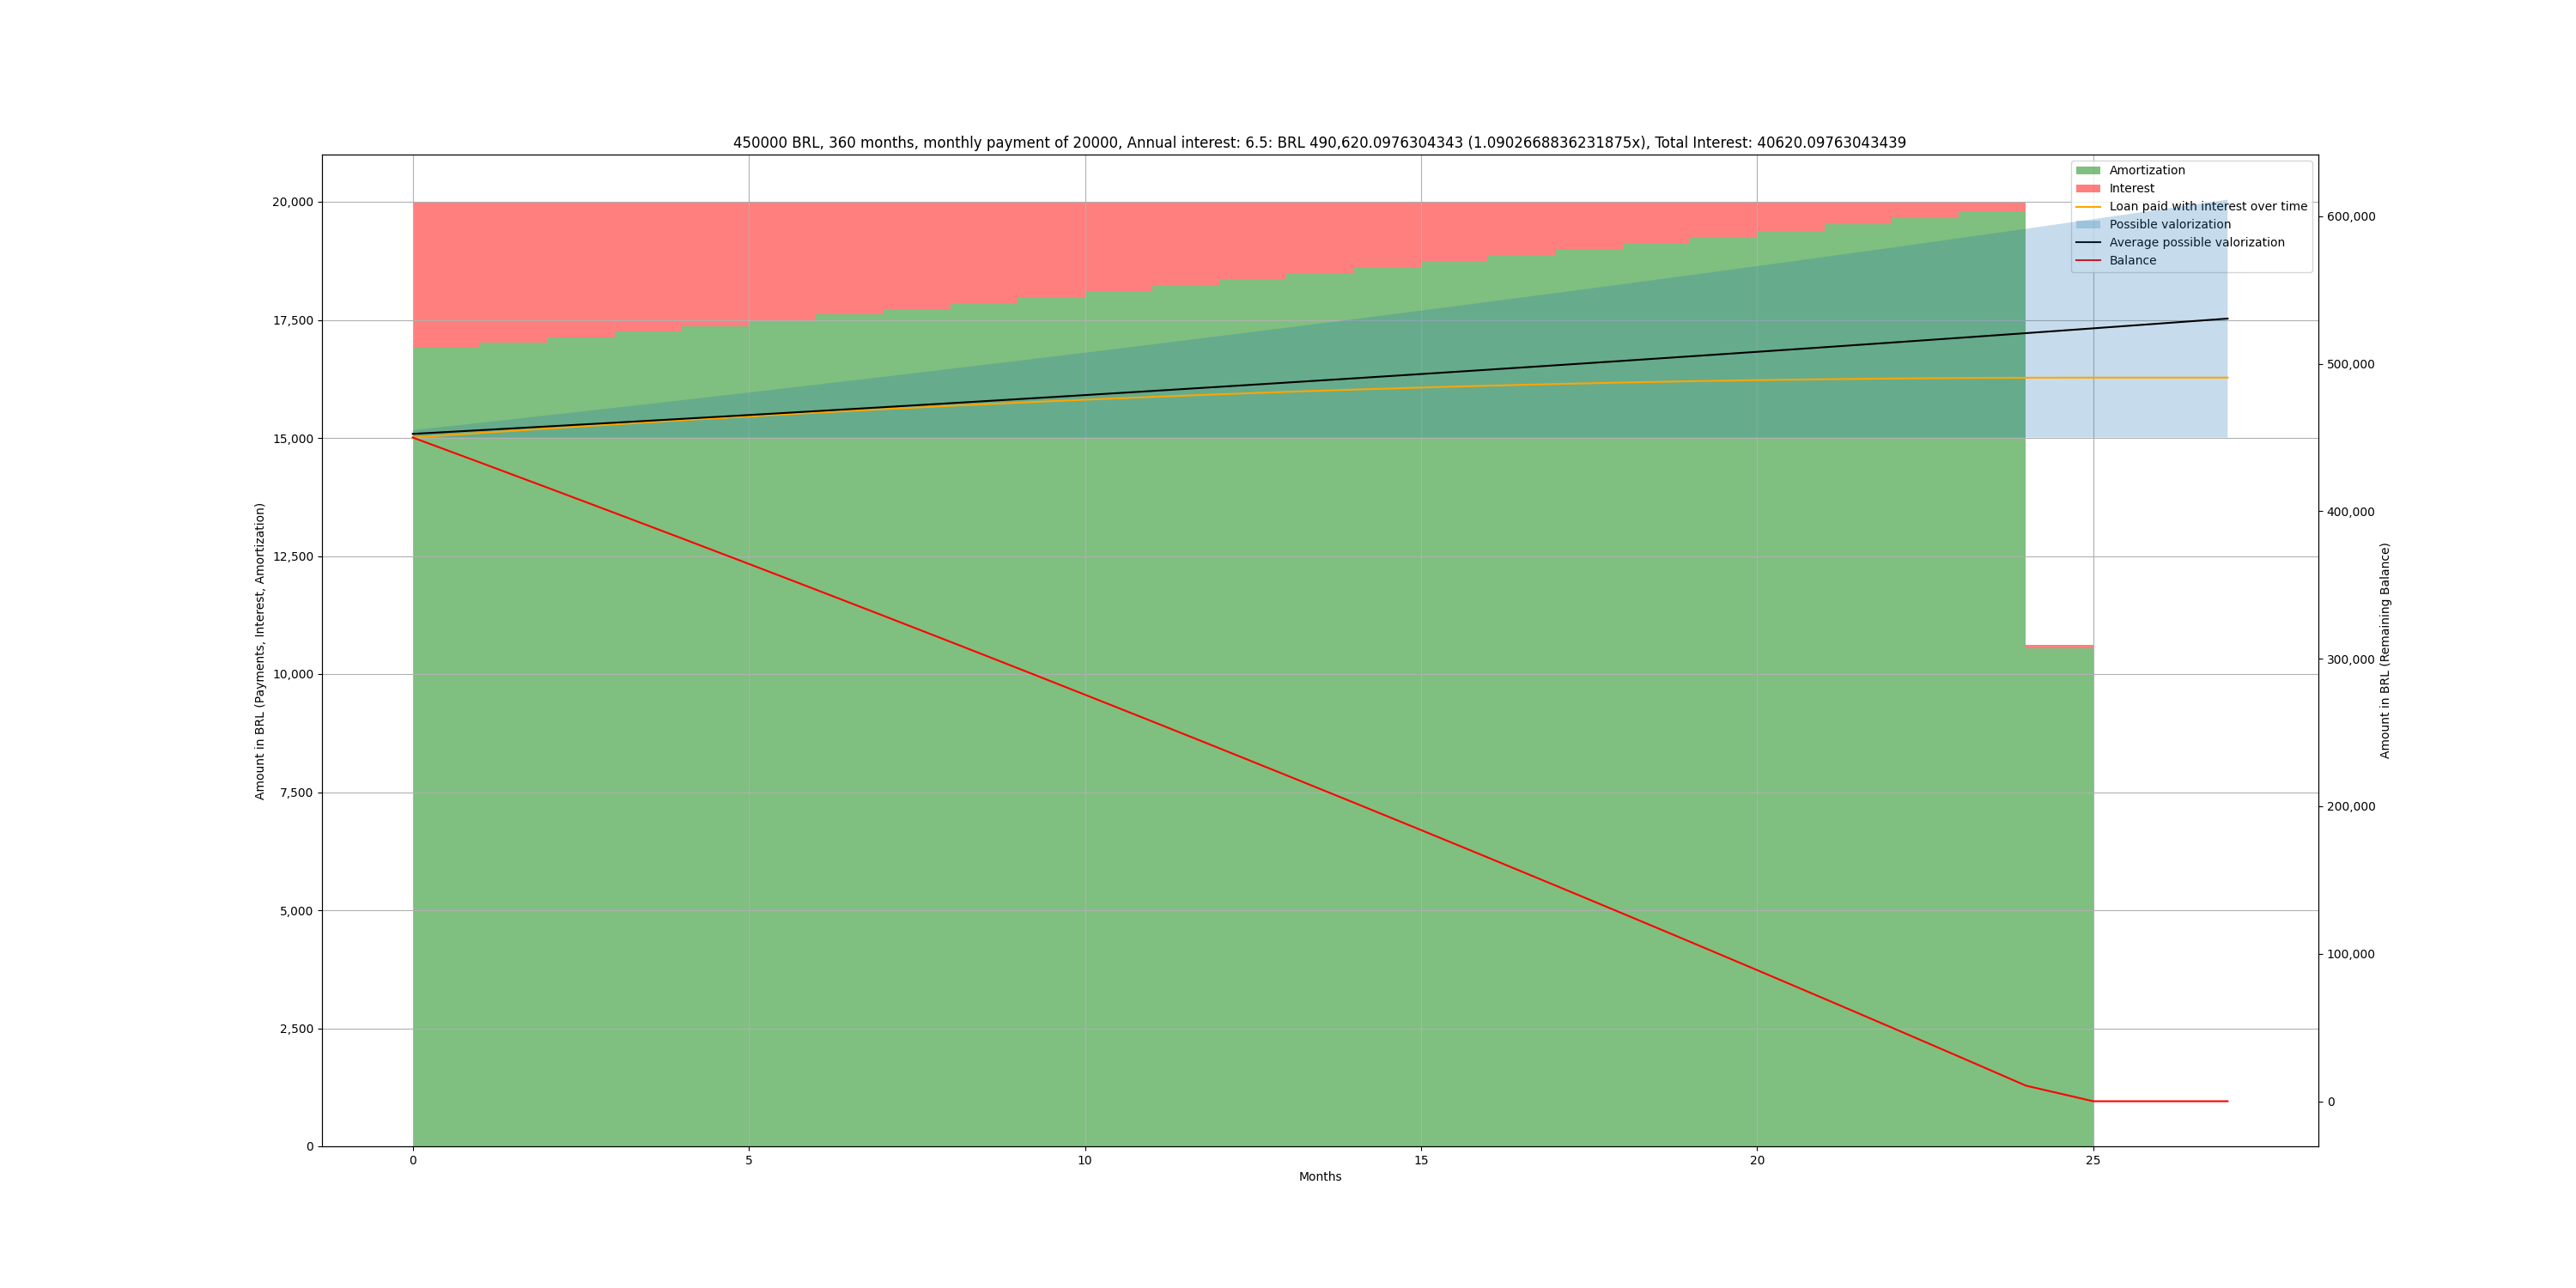 450000 BRL, 360 months, monthly payment of 20000, Annual interest: 6.5: BRL 490,620.0976304343 (1.0902668836231875x), Total Interest: 40620.09763043439
Amortization
Interest
Loan paid with interest over time
Possible valorization
Average possible valorization
Balance
Amount in BRL (Payments, Interest, Amortization)
20,000
17,500
15,000
12,500
10,000
7,500
5,000
2,500
0
0
5
10
15
20
25
Months
600,000
500,000
400,000
300,000
200,000
100,000
0
Amount in BRL (Remaining Balance)